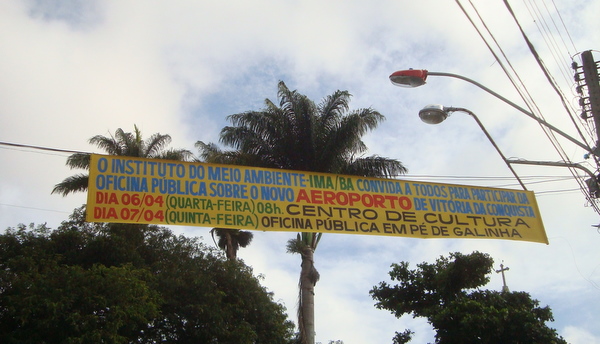 O INSTITUTO DO MEIO AMBIENTE-IMA/BA CONVIDA A TODOS PARA PARTICIPAR DA
OFICINA PÚBLICA SOBRE O NOVO AEROPORTO DE VITORIA DA CONQUISTA
DIA 06/04 (QUARTA-FEIRA) 08h CENTRO DE CULTURA
DIA 07/04 (QUINTA-FEIRA) OFICINA PÚBLICA EM PÉ DE GALINHA